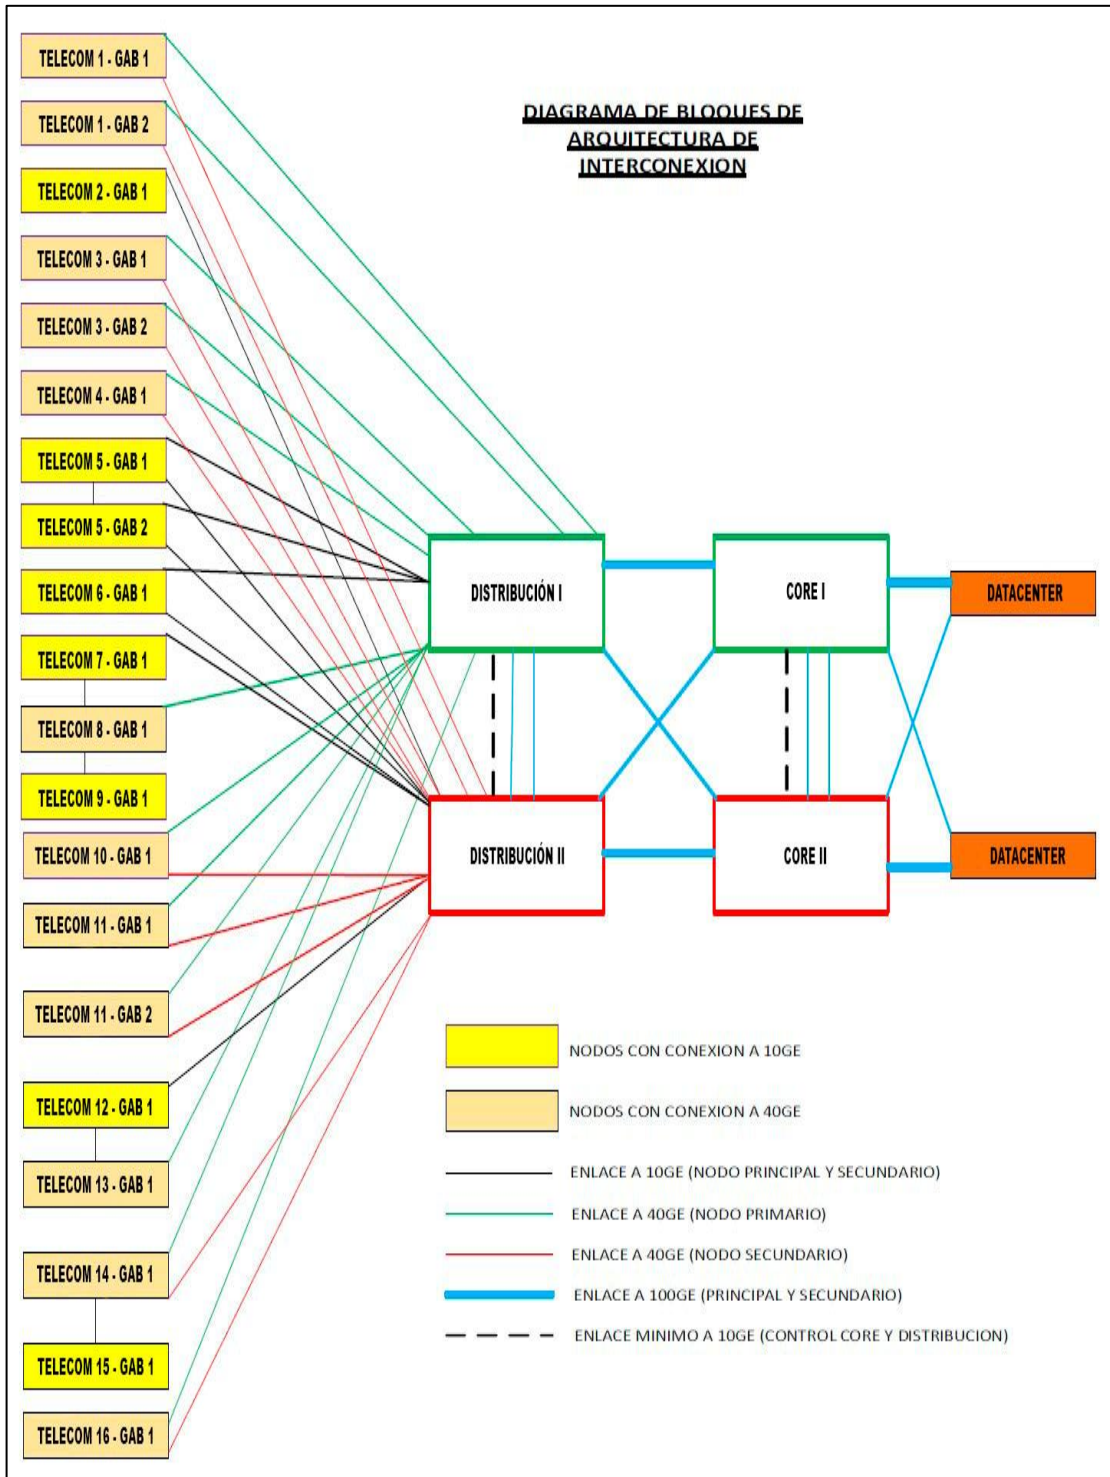 TELECOM 1 - GAB 1
TELECOM 1 - GAB 2
TELECOM 2 - GAB 1
TELECOM 3 - GAB 1
TELECOM 3 - GAB 2
TELECOM 4 - GAB 1
TELECOM 5 - GAB 1
TELECOM 5 - GAB 2
TELECOM 6 - GAB 1
TELECOM 7 - GAB 1
TELECOM 8 - GAB 1
TELECOM 9 - GAB 1
TELECOM 10 - GAB 1
TELECOM 11 - GAB 1
TELECOM 11 - GAB 2
TELECOM 12 - GAB 1
TELECOM 13 - GAB 1
TELECOM 14 - GAB 1
TELECOM 15 - GAB 1
TELECOM 16 - GAB 1
DIAGRAMA DE BLOQUES DE
ARQUITECTURA DE
INTERCONEXION
DISTRIBUCIÓN I
CORE I
DATACENTER
DISTRIBUCIÓN II
CORE II
DATACENTER
NODOS CON CONEXION A 10GE
NODOS CON CONEXION A 40GE
ENLACE A 10GE (NODO PRINCIPAL Y SECUNDARIO)
ENLACE A 40GE (NODO PRIMARIO)
ENLACE A 40GE (NODO SECUNDARIO)
ENLACE A 100GE (PRINCIPAL Y SECUNDARIO)
ENLACE MINIMO A 10GE (CONTROL CORE Y DISTRIBUCION)